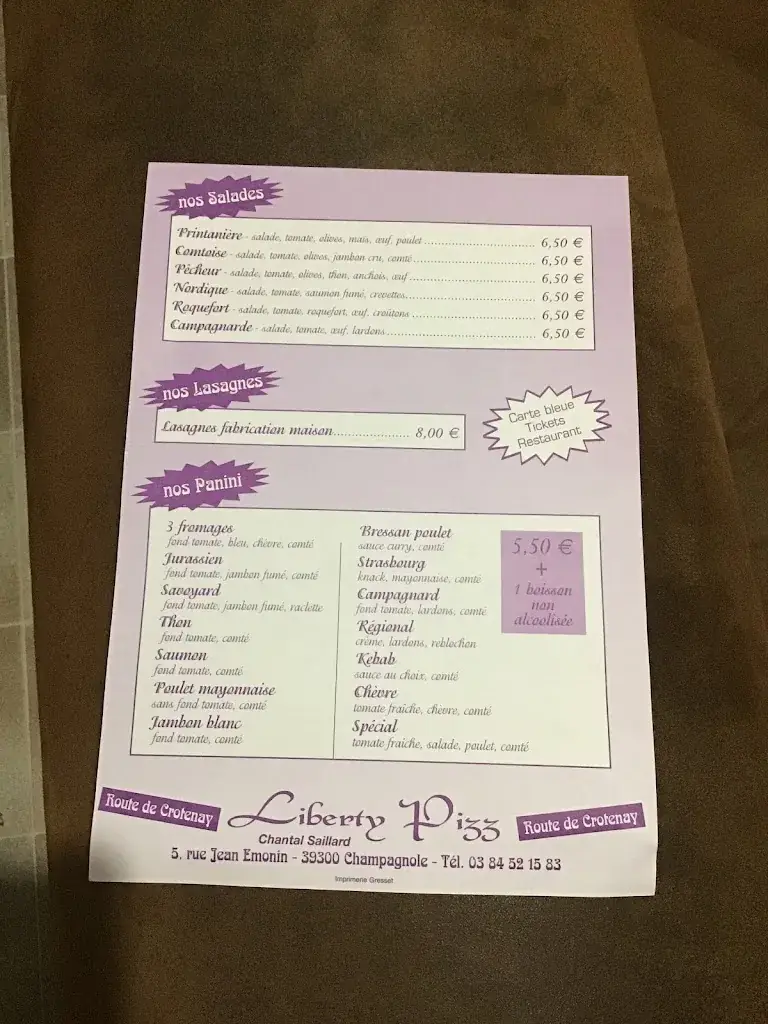 nos Salades
Printanière - salade, tomate, olives, maïs, œuf, poulet ................................ 6,50 €
Comtoise - salade, tomate, olives, jambon cru, comté ................................ 6,50 €
Pêcheur - salade, tomate, olives, thon, anchois, œuf ................................ 6,50 €
Nordique - salade, tomate, saumon fumé, crevettes ................................ 6,50 €
Roquefort - salade, tomate, roquefort, œuf, croûtons ................................ 6,50 €
Campagnarde - salade, tomate, œuf, lardons ................................ 6,50 €
nos Lasagnes
Lasagnes fabrication maison...................... 8,00 €
Carte bleue
Tickets
Restaurant
nos Panini
3 fromages
fond tomate, bleu, chèvre, comté
Jurassien
fond tomate, jambon fumé, comté
Savoyard
fond tomate, jambon fumé, raclette
Thon
fond tomate, comté
Saumon
fond tomate, comté
Poulet mayonnaise
sans fond tomate, comté
Jambon blanc
fond tomate, comté
Bressan poulet
sauce curry, comté
Strasbourg
knack, mayonnaise, comté
Campagnard
fond tomate, lardons, comté
Régional
crème, lardons, reblochon
Kebab
sauce au choix, comté
Chèvre
tomate fraîche, chèvre, comté
Spécial
tomate fraîche, salade, poulet, comté
5,50 €
+
1 boisson
non
alcoolisée
Route de Crotenay
Liberty Pizz
Route de Crotenay
Chantal Saillard
5, rue Jean Emonin - 39300 Champagnole - Tél. 03 84 52 15 83
Imprimerie Gresset